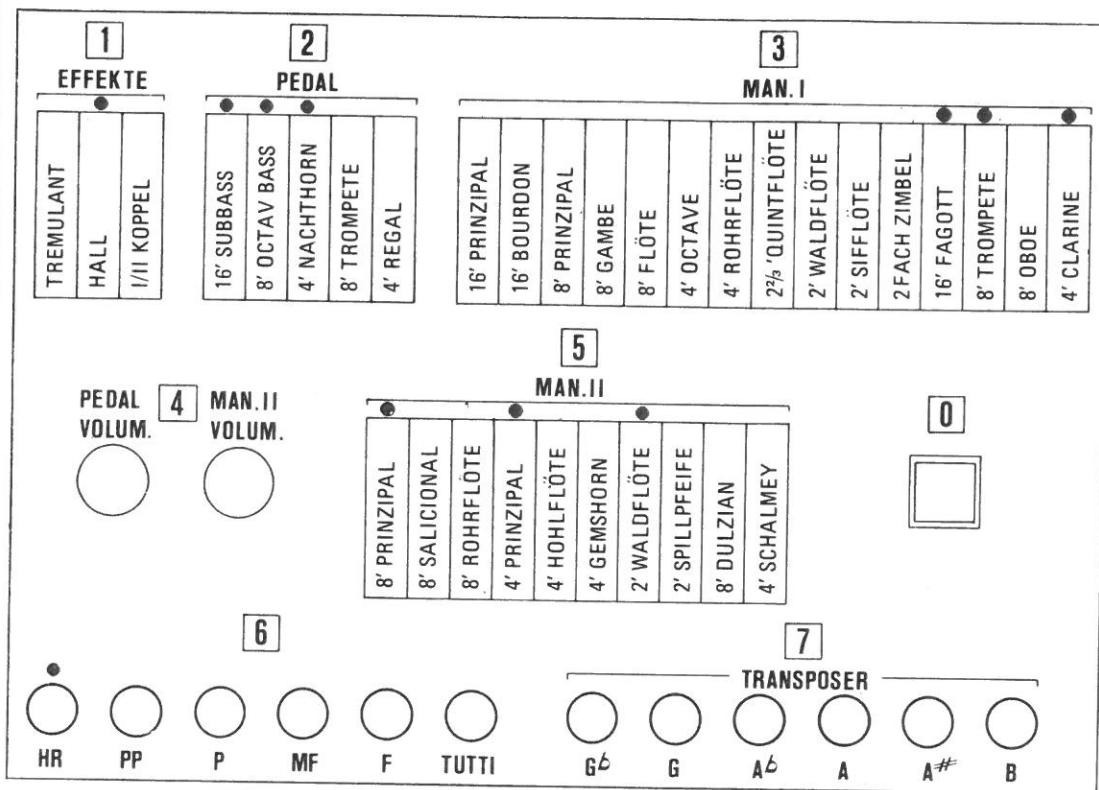 1
EFFEKTE
TREMULANT
HALL
I/II KOPPEL
2
PEDAL
16' SUBBASS
8' OCTAV BASS
4' NACHTHORN
8' TROMPETE
4' REGAL
3
MAN.I
16' PRINZIPAL
16' BOURDON
8' PRINZIPAL
8' GAMBE
8' FLÖTE
4' OCTAVE
4' ROHRFLÖTE
2 2/3 'QUINTFLÖTE
2' WALDFLÖTE
2' SIFFLÖTE
2 FACH ZIMBEL
16' FAGOTT
8' TROMPETE
8' OBOE
4' CLARINE
4
PEDAL
VOLUM.
MAN.II
VOLUM.
5
MAN.II
8' PRINZIPAL
8' SALICIONAL
8' ROHRFLÖTE
4' PRINZIPAL
4' HOHLFLÖTE
4' GEMSHORN
2' WALDFLÖTE
2' SPILLPFEIFE
8' DULZIAN
4' SCHALMEY
0
6
HR
PP
P
MF
F
TUTTI
7
TRANSPOSER
G♭
G
A♭
A
A#
B